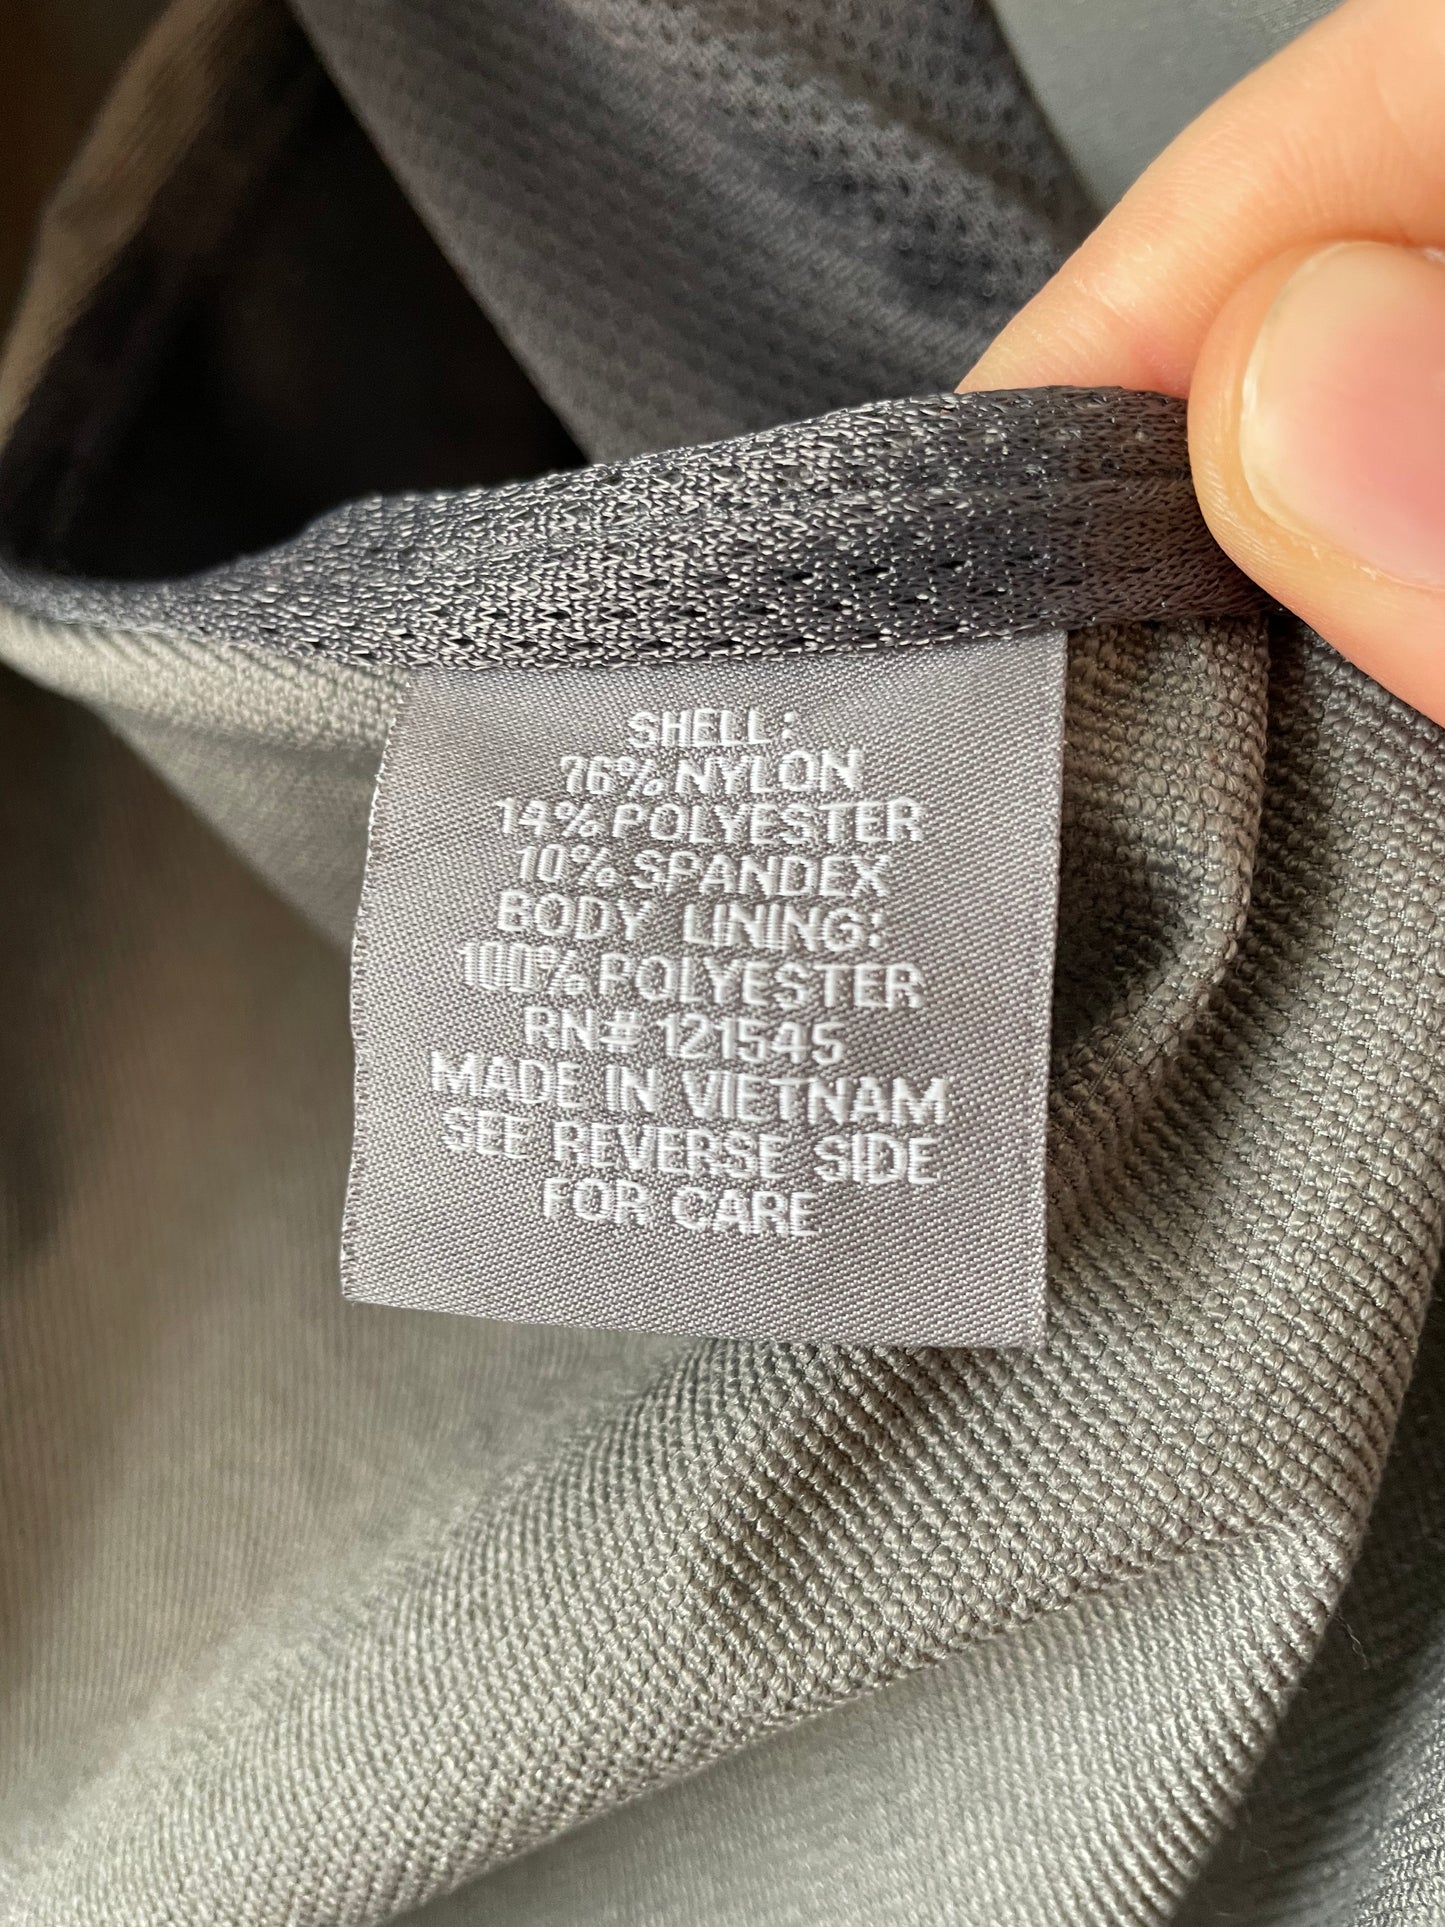 SHELL:
76% NYLON
14% POLYESTER
10% SPANDEX
BODY LINING:
100% POLYESTER
RN# 121545
MADE IN VIETNAM
SEE REVERSE SIDE
FOR CARE